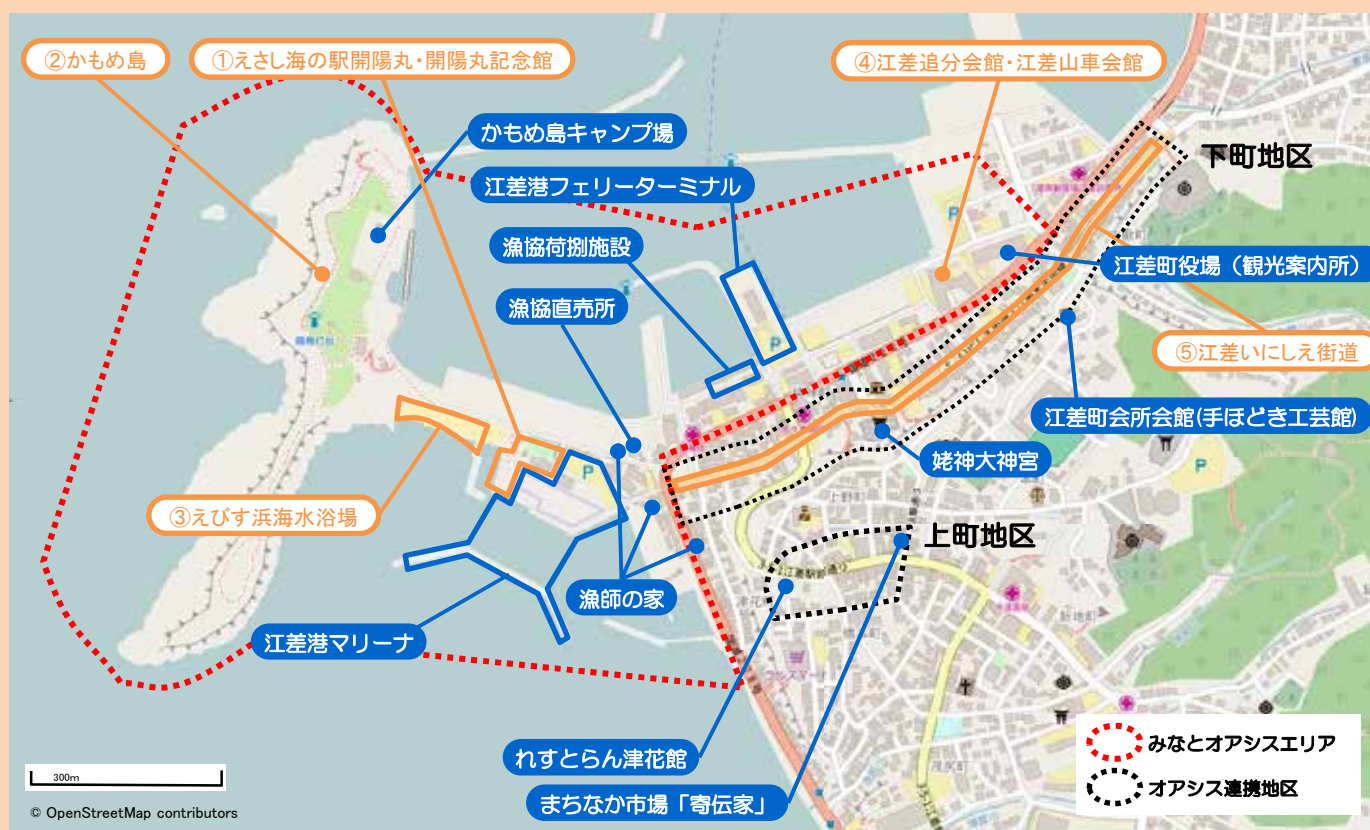 ②かもめ島
①えさし海の駅開陽丸・開陽丸記念館
④江差追分会館・江差山車会館
かもめ島キャンプ場
下町地区
江差港フェリーターミナル
漁協荷捌施設
江差町役場（観光案内所）
漁協直売所
⑤江差いにしえ街道
江差町会所会館(手ほどき工芸館)
姥神大神宮
③えびす浜海水浴場
上町地区
漁師の家
江差港マリーナ
れすとらん津花館
まちなか市場「寄伝家」
みなとオアシスエリア
オアシス連携地区
300m
© OpenStreetMap contributors
P
P
P
P
上野町